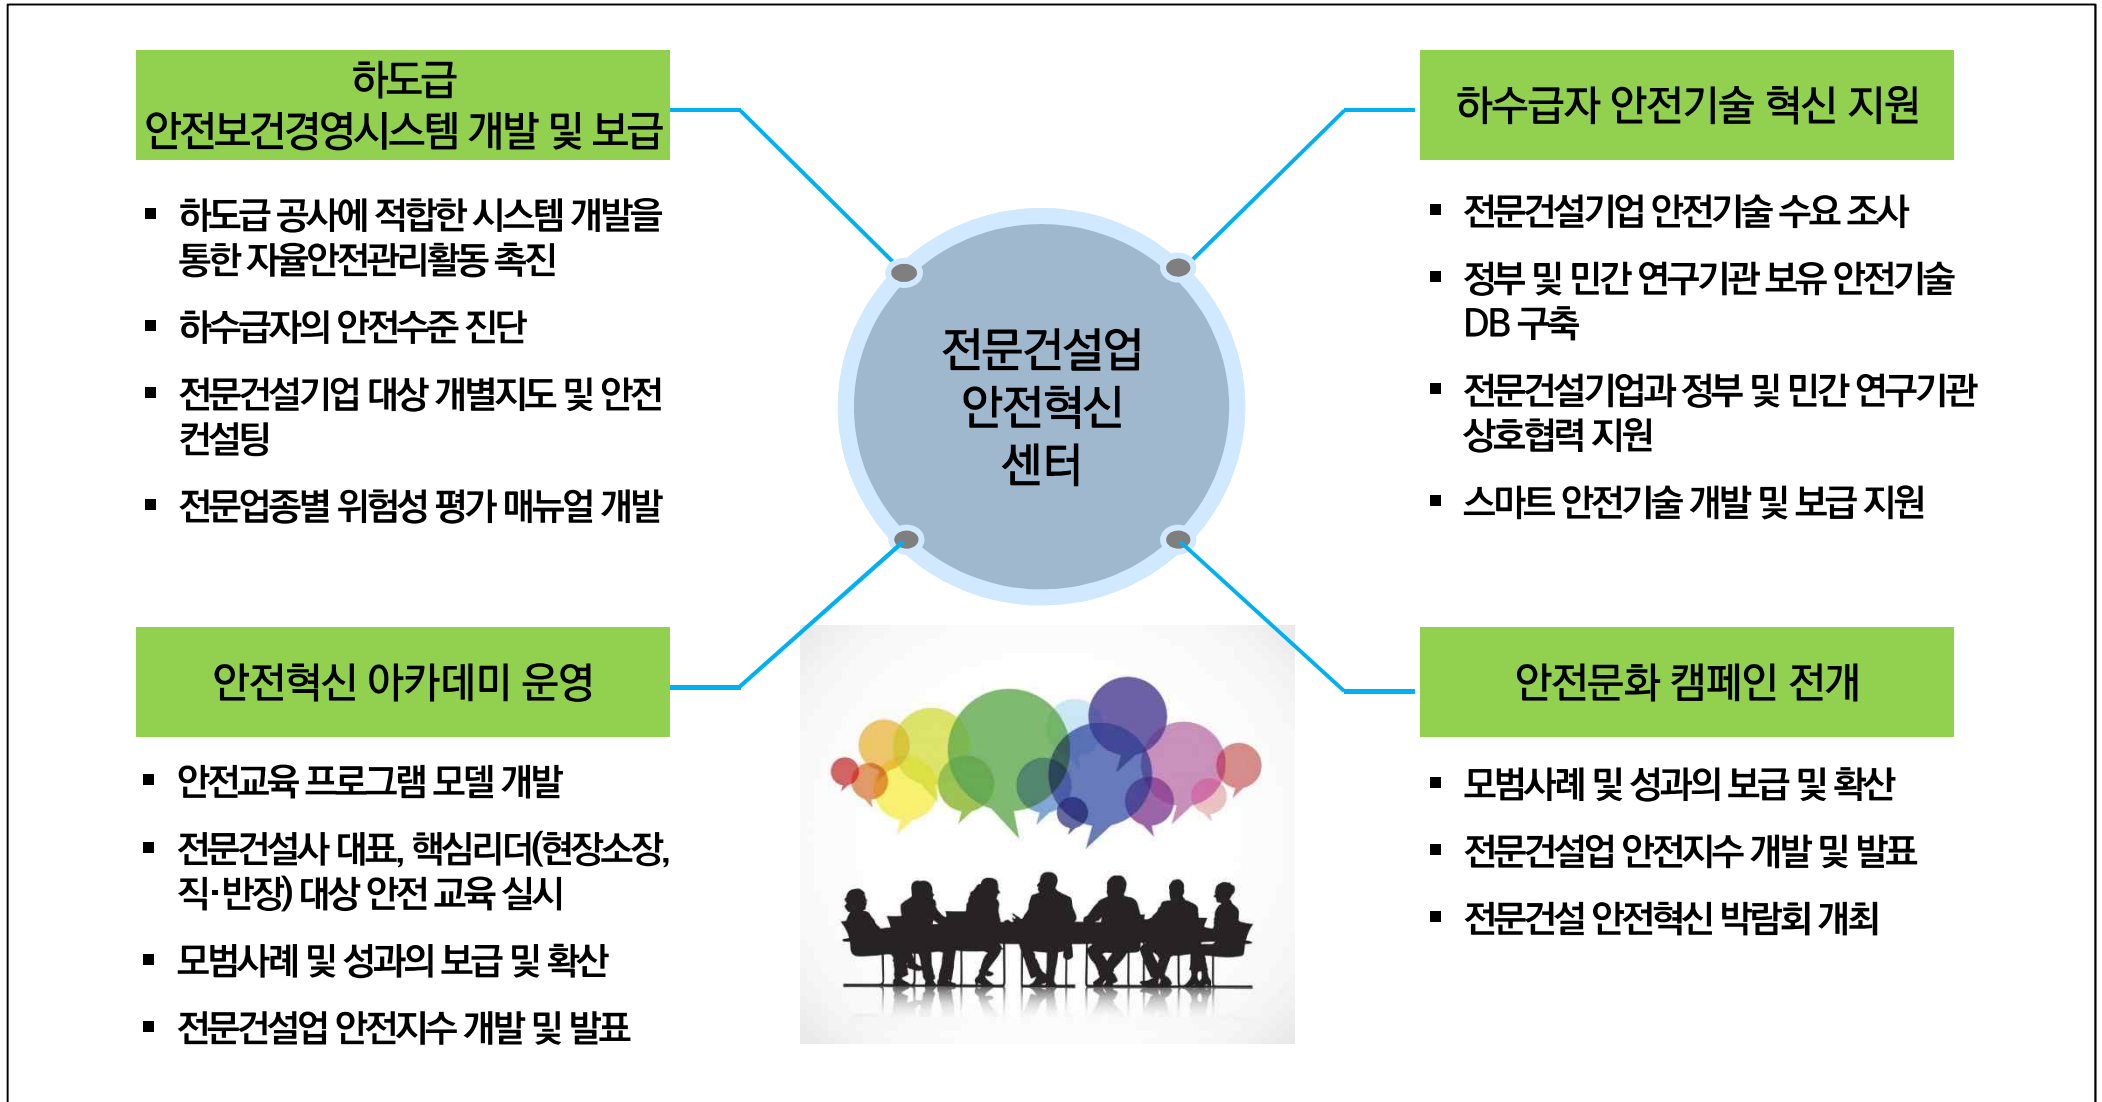 하도급
안전보건경영시스템 개발 및 보급
▪ 하도급 공사에 적합한 시스템 개발을
통한 자율안전관리활동 촉진
▪ 하수급자의 안전수준 진단
▪ 전문건설기업 대상 개별지도 및 안전
컨설팅
▪ 전문업종별 위험성 평가 매뉴얼 개발
하수급자 안전기술 혁신 지원
▪ 전문건설기업 안전기술 수요 조사
▪ 정부 및 민간 연구기관 보유 안전기술
DB 구축
▪ 전문건설기업과 정부 및 민간 연구기관
상호협력 지원
▪ 스마트 안전기술 개발 및 보급 지원
전문건설업
안전혁신
센터
안전혁신 아카데미 운영
▪ 안전교육 프로그램 모델 개발
▪ 전문건설사 대표, 핵심리더(현장소장,
직·반장) 대상 안전 교육 실시
▪ 모범사례 및 성과의 보급 및 확산
▪ 전문건설업 안전지수 개발 및 발표
안전문화 캠페인 전개
▪ 모범사례 및 성과의 보급 및 확산
▪ 전문건설업 안전지수 개발 및 발표
▪ 전문건설 안전혁신 박람회 개최